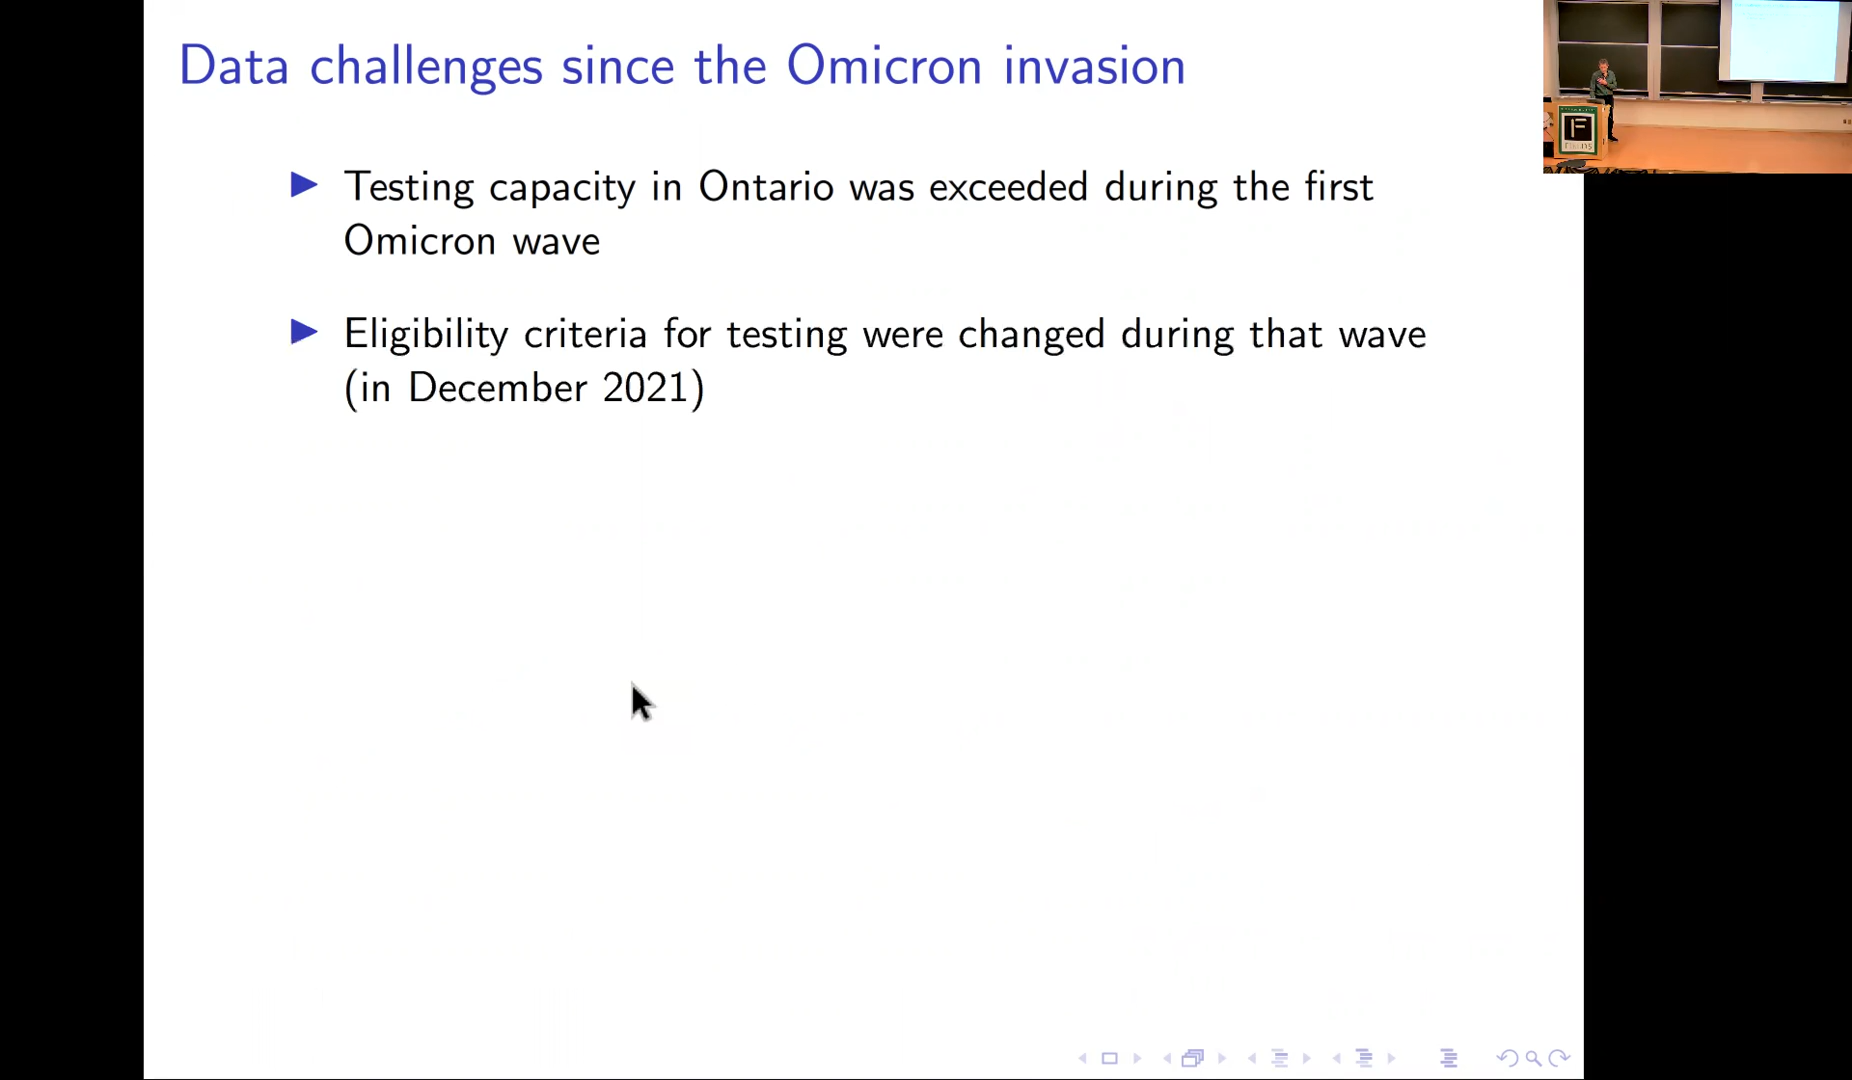 Data challenges since the Omicron invasion
Testing capacity in Ontario was exceeded during the first
Omicron wave
Eligibility criteria for testing were changed during that wave
(in December 2021)
F
FIELDS